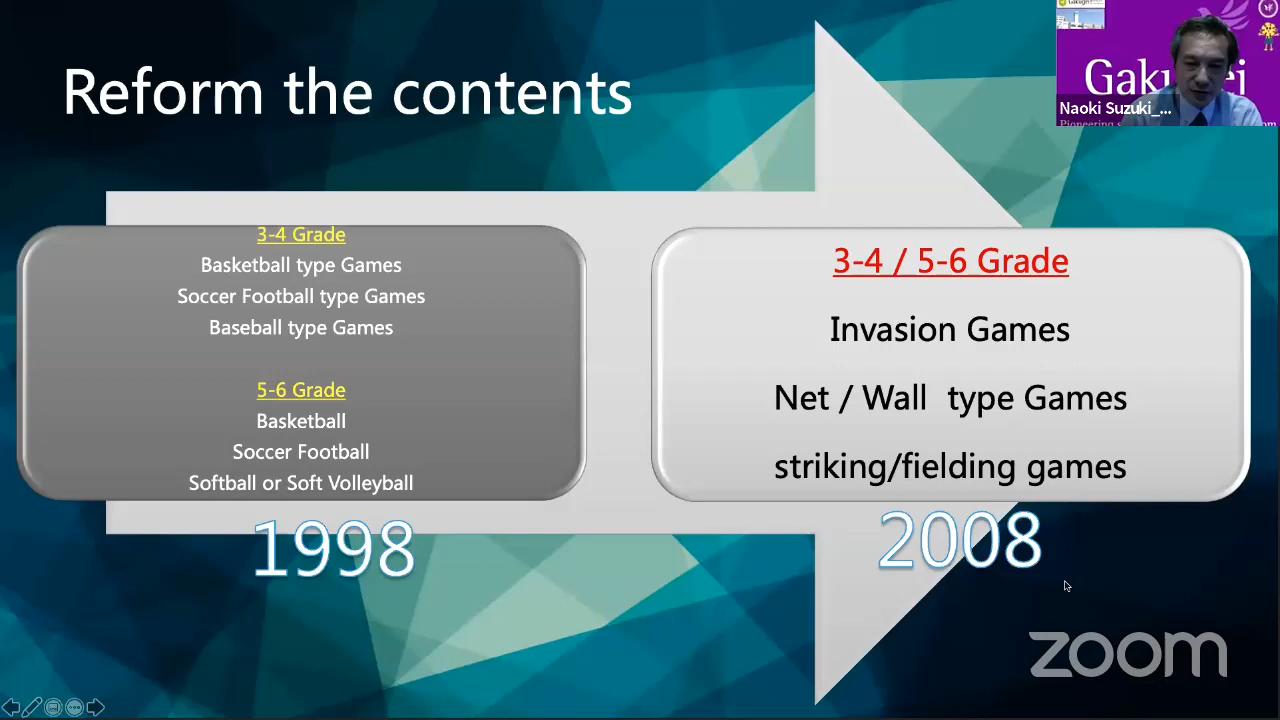 Reform the contents
Gakugei
Naoki Suzuki_...
3-4 Grade
Basketball type Games
Soccer Football type Games
Baseball type Games
5-6 Grade
Basketball
Soccer Football
Softball or Soft Volleyball
1998
3-4 / 5-6 Grade
Invasion Games
Net / Wall type Games
striking/fielding games
2008
zoom